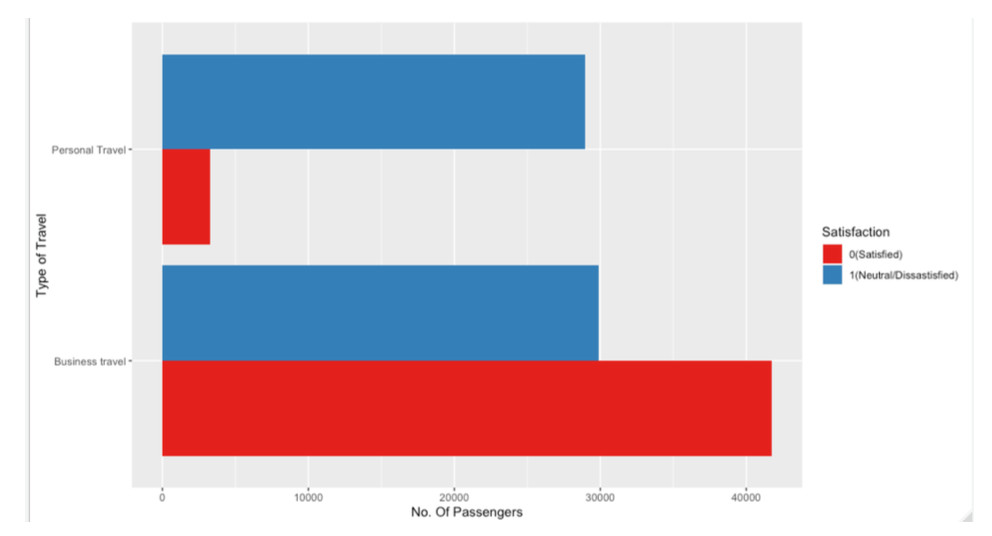 Personal Travel
Business travel
Type of Travel
0
10000
20000
30000
40000
No. Of Passengers
Satisfaction
0(Satisfied)
1(Neutral/Dissastisfied)